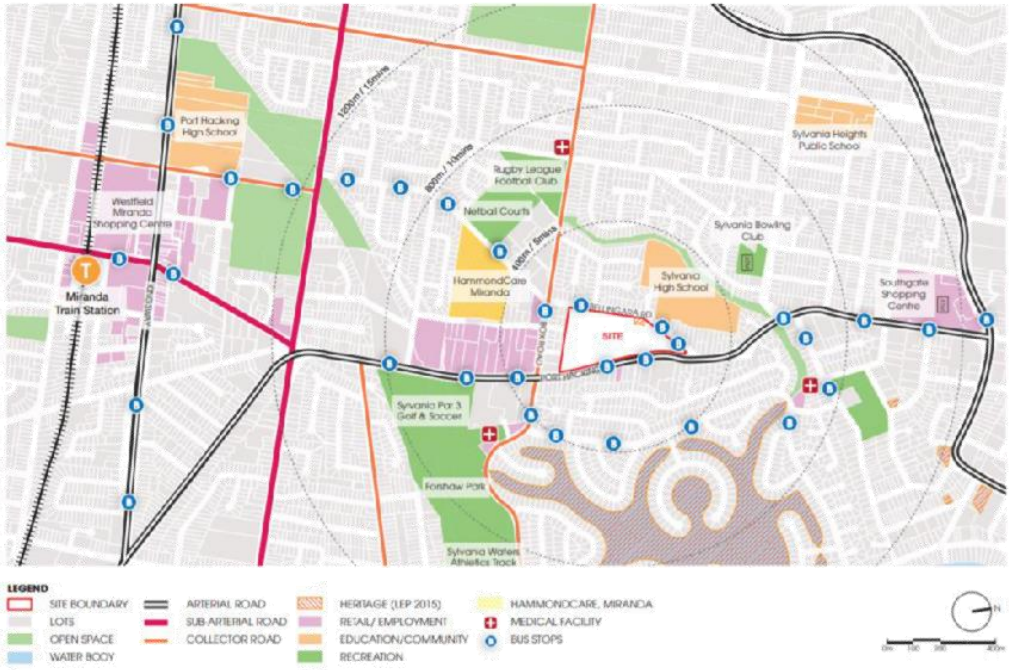 1200m / 15mins
Port Hacking
High School
Sylvania Heights
Public School
800m / 10mins
Rugby League
Football Club
Westfield
Miranda
Shopping Centre
Netball Courts
400m / 5mins
Sylvania Bowling
Club
T
Miranda
Train Station
HammondCare
Miranda
Sylvania
High School
Southgate
Shopping
Centre
SITE
Sylvania Par 3
Golf & Soccer
Forshaw Park
Sylvania Waters
Athletics Track
LEGEND
SITE BOUNDARY
LOTS
OPEN SPACE
WATER BODY
ARTERIAL ROAD
SUB-ARTERIAL ROAD
COLLECTOR ROAD
HERITAGE (LEP 2015)
RETAIL/ EMPLOYMENT
EDUCATION/COMMUNITY
RECREATION
HAMMONDCARE, MIRANDA
MEDICAL FACILITY
B BUS STOPS
N
0m 100 200 400m